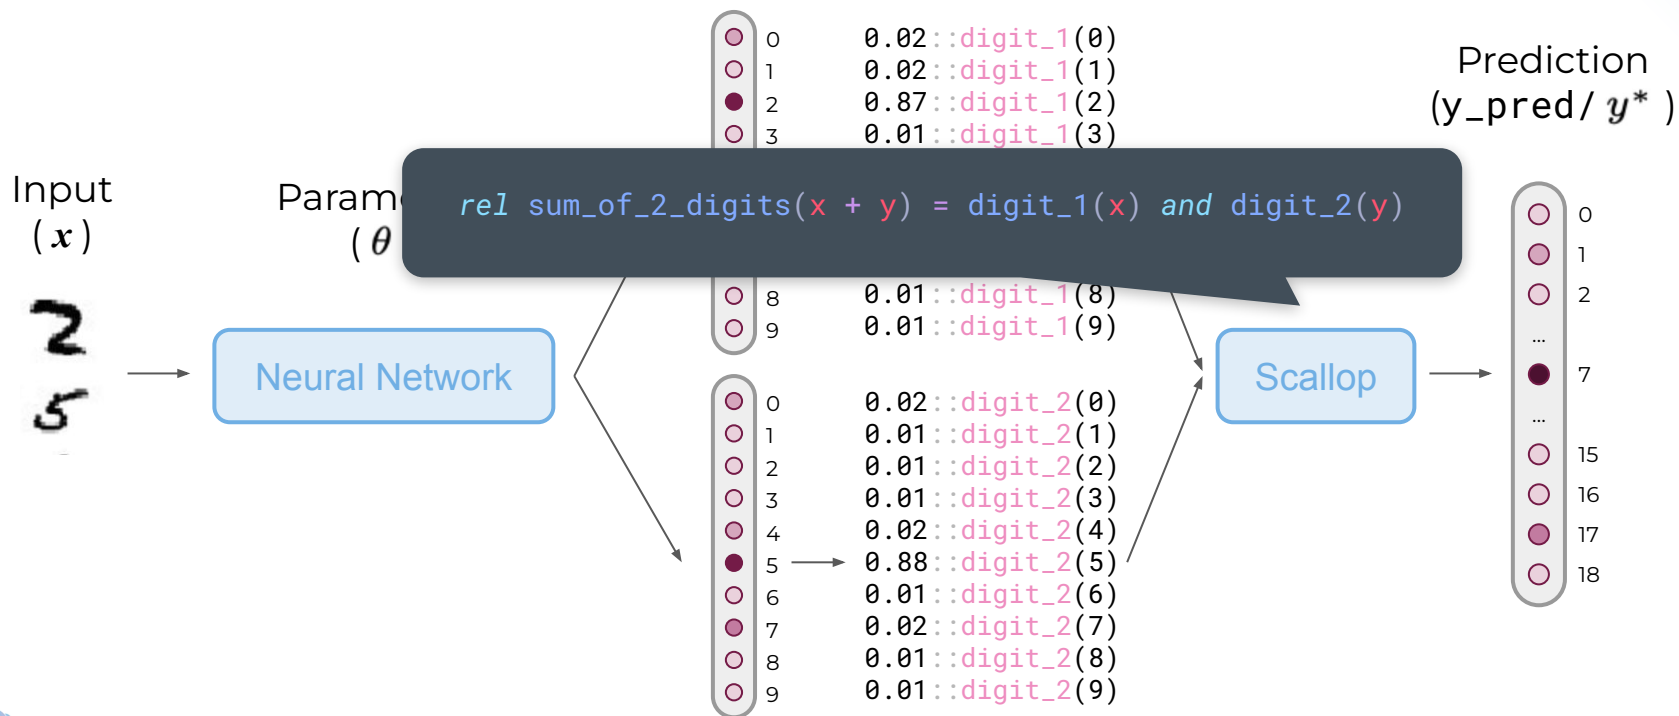 Input
(x)
2
5
Param
(θ
Neural Network
0
1
2
3
8
9
0.02::digit_1(0)
0.02::digit_1(1)
0.87::digit_1(2)
0.01::digit_1(3)
rel sum_of_2_digits(x + y) = digit_1(x) and digit_2(y)
0.01::digit_1(8)
0.01::digit_1(9)
0
1
2
3
4
5
6
7
8
9
0.02::digit_2(0)
0.01::digit_2(1)
0.01::digit_2(2)
0.01::digit_2(3)
0.02::digit_2(4)
0.88::digit_2(5)
0.01::digit_2(6)
0.02::digit_2(7)
0.01::digit_2(8)
0.01::digit_2(9)
Scallop
Prediction
(y_pred/ y* )
0
1
2
...
7
...
15
16
17
18